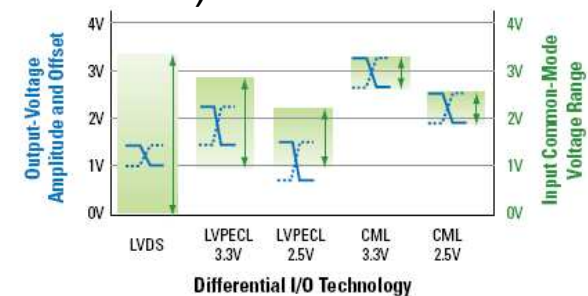 )
Output-Voltage
Amplitude and Offset
4V
3V
2V
1V
0V
4V
3V
2V
1V
0V
Input Common-Mode
Voltage Range
LVDS
LVPECL
3.3V
LVPECL
2.5V
CML
3.3V
CML
2.5V
Differential I/O Technology